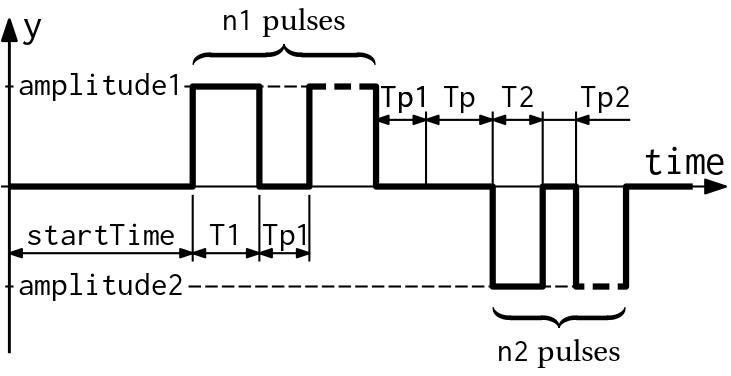 y
n1 pulses
amplitude1
Tp1 Tp T2 Tp2
time
startTime T1 Tp1
amplitude2
n2 pulses